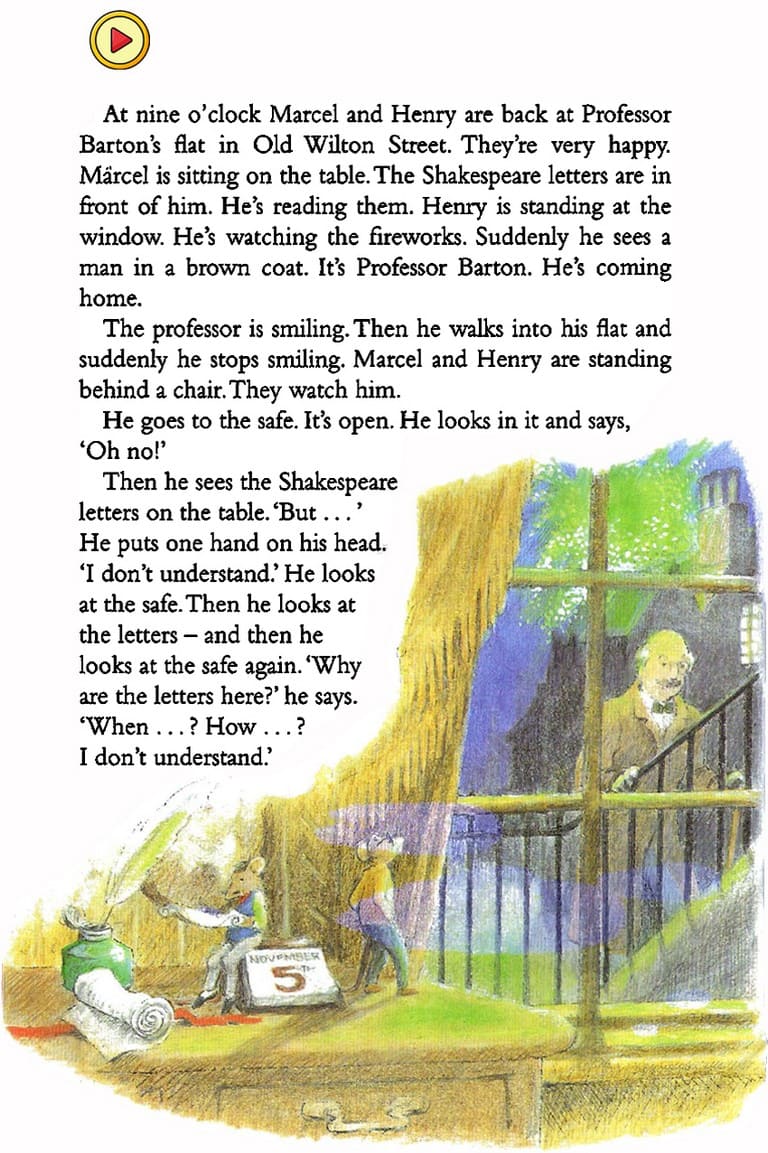 At nine o'clock Marcel and Henry are back at Professor
Barton's flat in Old Wilton Street. They're very happy.
Märcel is sitting on the table. The Shakespeare letters are in
front of him. He's reading them. Henry is standing at the
window. He's watching the fireworks. Suddenly he sees a
man in a brown coat. It's Professor Barton. He's coming
home.
The professor is smiling. Then he walks into his flat and
suddenly he stops smiling. Marcel and Henry are standing
behind a chair. They watch him.
He goes to the safe. It's open. He looks in it and says,
‘Oh no!’
Then he sees the Shakespeare
letters on the table. ‘But . . . ’
He puts one hand on his head.
‘I don't understand.’ He looks
at the safe. Then he looks at
the letters – and then he
looks at the safe again. ‘Why
are the letters here?’ he says.
‘When . . . ? How . . . ?
I don't understand.’
NOVEMBER
5TH